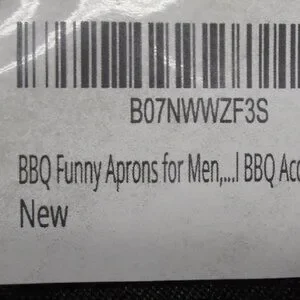 B07NWWZF3S
BBQ Funny Aprons for Men,...l BBQ Acc
New